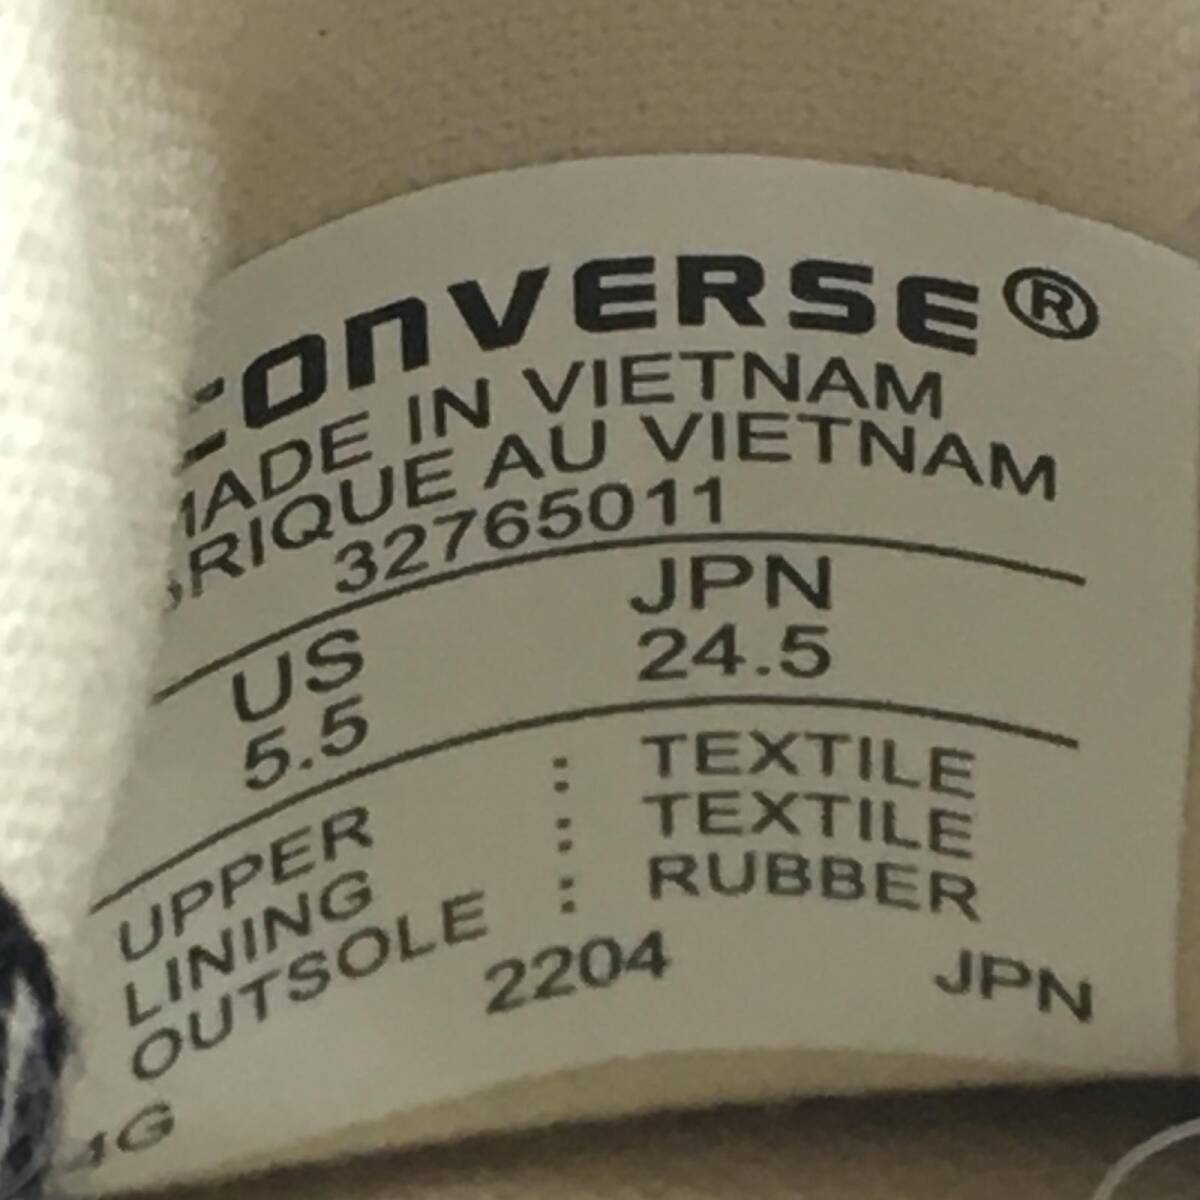 CONVERSE®
MADE IN VIETNAM
AU VIETNAM
32765011
US JPN
5.5 24.5
UPPER : TEXTILE
LINING : TEXTILE
OUTSOLE : RUBBER
2204 JPN